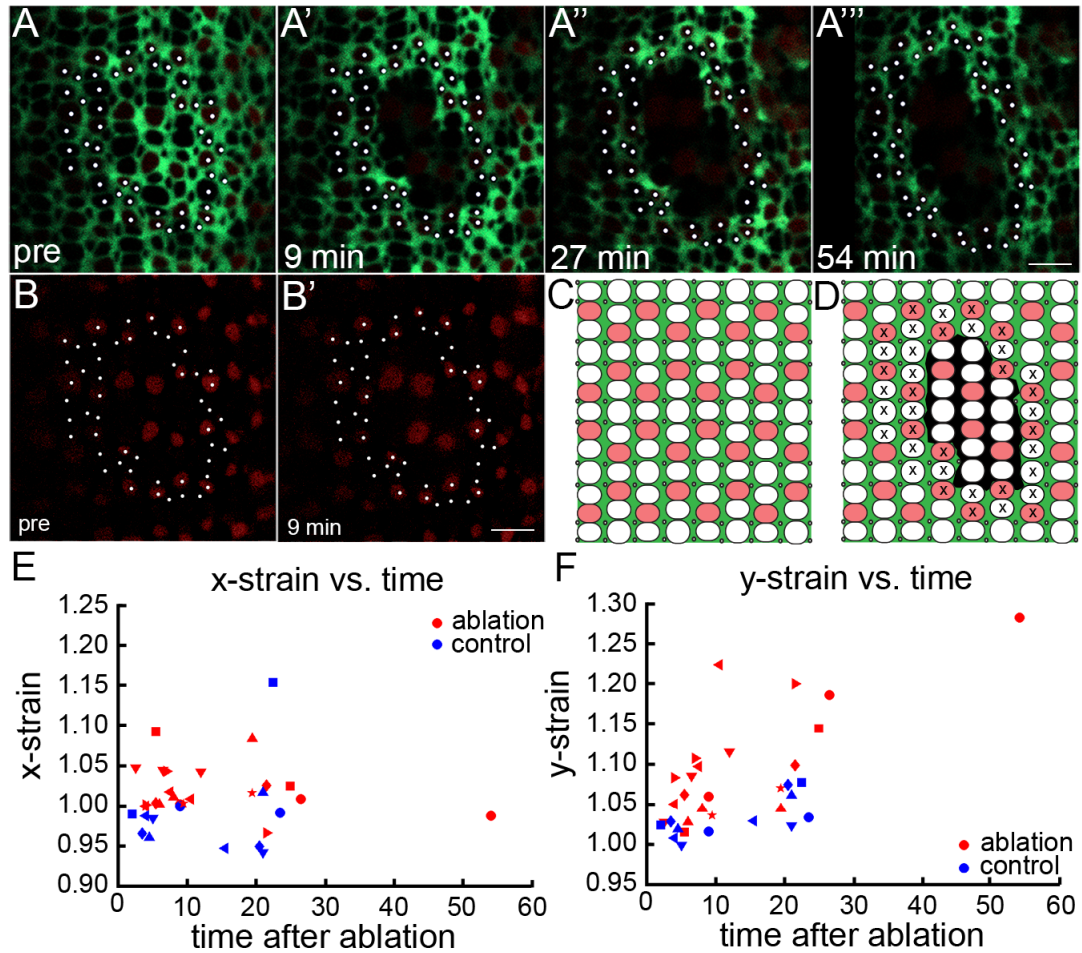 A A' A'' A'''
pre 9 min 27 min 54 min
B B' C D
pre 9 min
x x x
x x x x x
x x x
x x
x x x
x x x
x x x
x x x
x x x
x x x
x x x
x x x x
x x x
E x-strain vs. time
ablation
control
x-strain
1.25
1.20
1.15
1.10
1.05
1.00
0.95
0.90
0 10 20 30 40 50 60
time after ablation
F y-strain vs. time
y-strain
1.30
1.25
1.20
1.15
1.10
1.05
1.00
0.95
ablation
control
0 10 20 30 40 50 60
time after ablation